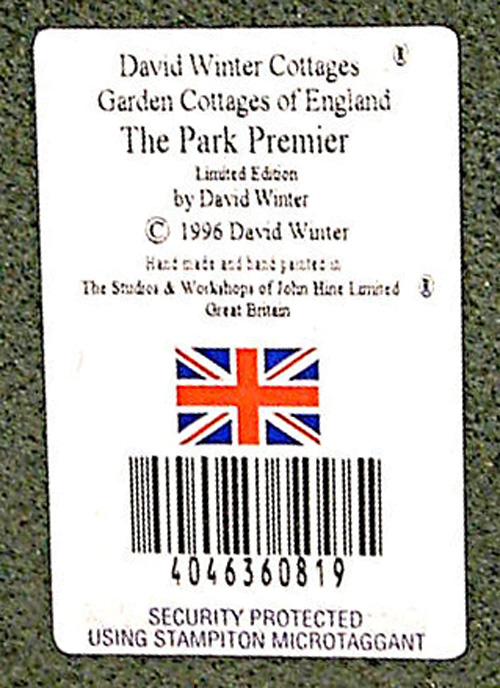 David Winter Cottages
Garden Cottages of England
The Park Premier
Limited Edition
by David Winter
© 1996 David Winter
Hand made and hand painted in
The Studios & Workshops of John Hine Limited
Great Britain
4046360819
SECURITY PROTECTED
USING STAMPITON MICROTAGGANT